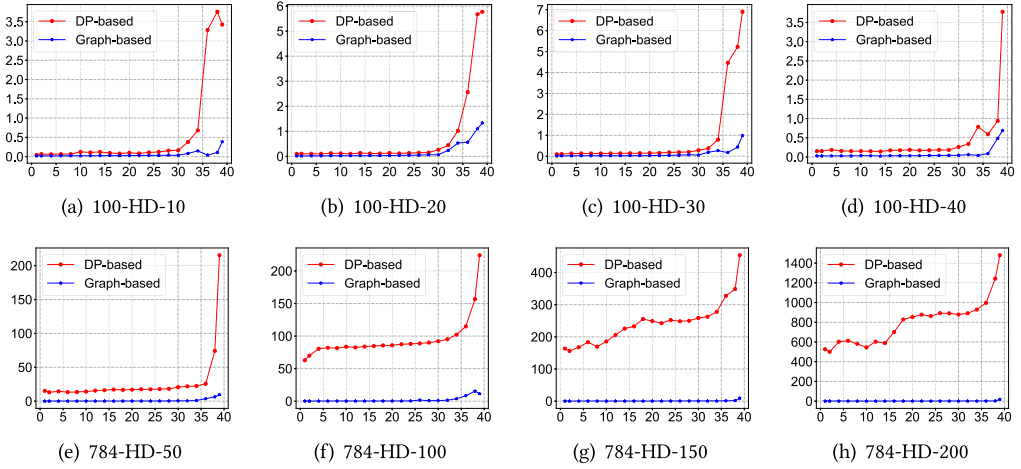 3.5
3.0
2.5
2.0
1.5
1.0
0.5
0.0
0 5 10 15 20 25 30 35 40
DP-based
Graph-based
(a) 100-HD-10
6
5
4
3
2
1
0
0 5 10 15 20 25 30 35 40
DP-based
Graph-based
(b) 100-HD-20
7
6
5
4
3
2
1
0
0 5 10 15 20 25 30 35 40
DP-based
Graph-based
(c) 100-HD-30
3.5
3.0
2.5
2.0
1.5
1.0
0.5
0.0
0 5 10 15 20 25 30 35 40
DP-based
Graph-based
(d) 100-HD-40
200
150
100
50
0
0 5 10 15 20 25 30 35 40
DP-based
Graph-based
(e) 784-HD-50
200
150
100
50
0
0 5 10 15 20 25 30 35 40
DP-based
Graph-based
(f) 784-HD-100
400
300
200
100
0
0 5 10 15 20 25 30 35 40
DP-based
Graph-based
(g) 784-HD-150
1400
1200
1000
800
600
400
200
0
0 5 10 15 20 25 30 35 40
DP-based
Graph-based
(h) 784-HD-200